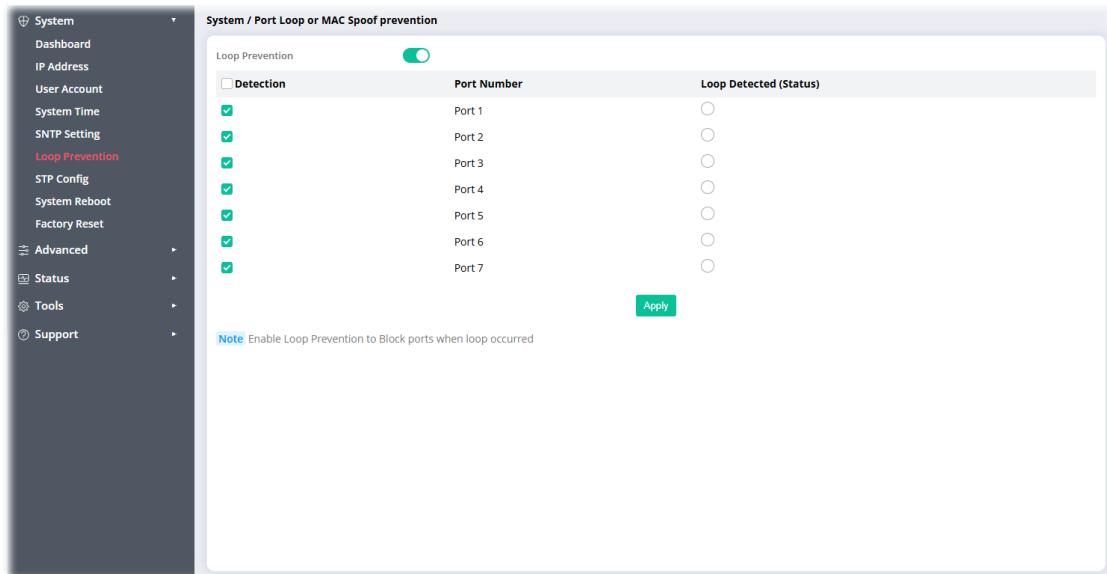 System
Dashboard
IP Address
User Account
System Time
SNTP Setting
Loop Prevention
STP Config
System Reboot
Factory Reset
Advanced
Status
Tools
Support
System / Port Loop or MAC Spoof prevention
Loop Prevention
Detection Port Number Loop Detected (Status)
Port 1
Port 2
Port 3
Port 4
Port 5
Port 6
Port 7
Apply
Note Enable Loop Prevention to Block ports when loop occurred